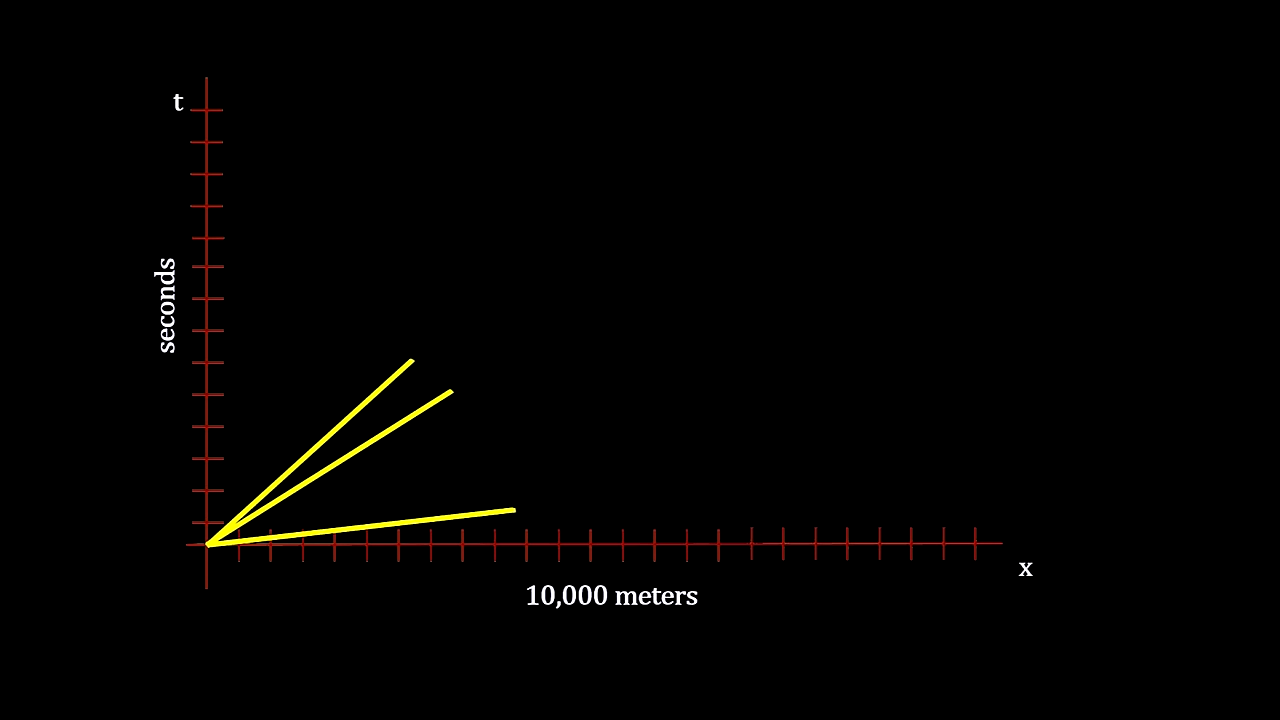 t
seconds
x
10,000 meters